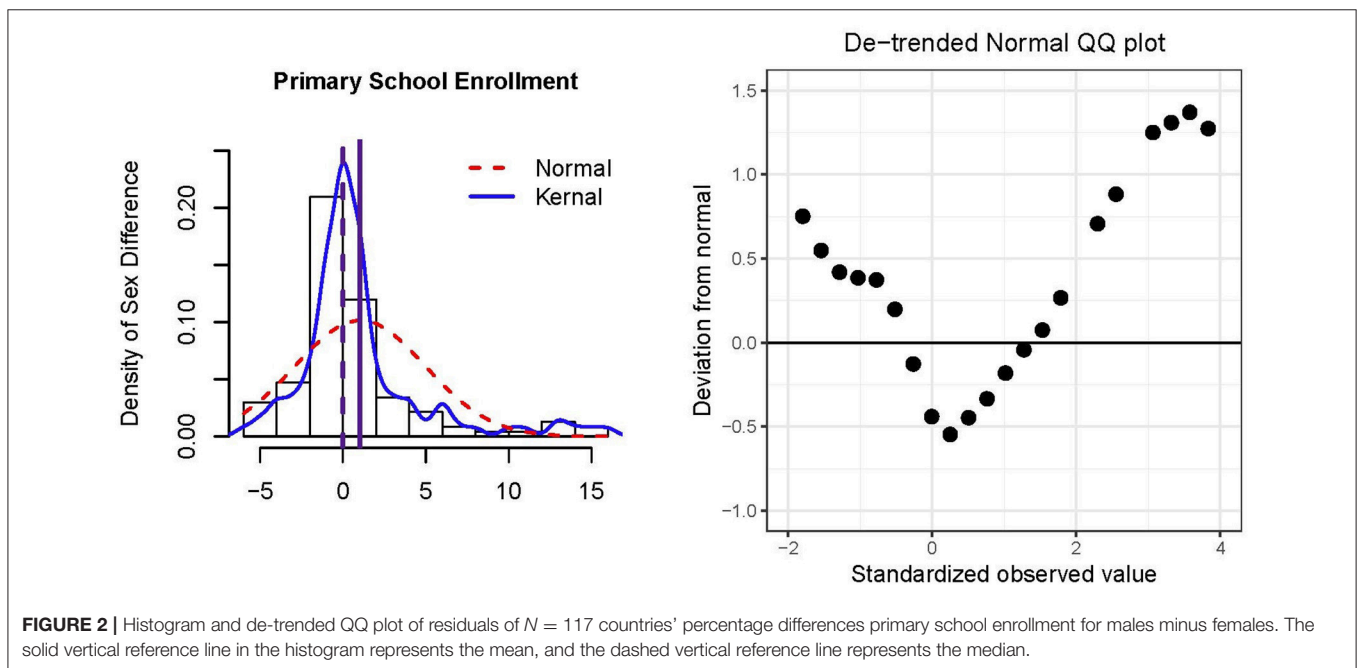 Primary School Enrollment
Normal
Kernal
Density of Sex Difference
0.20
0.10
0.00
−5 0 5 10 15
De-trended Normal QQ plot
Deviation from normal
1.5
1.0
0.5
0.0
−0.5
−1.0
−2 0 2 4
Standardized observed value
FIGURE 2 | Histogram and de-trended QQ plot of residuals of N = 117 countries' percentage differences primary school enrollment for males minus females. The
solid vertical reference line in the histogram represents the mean, and the dashed vertical reference line represents the median.